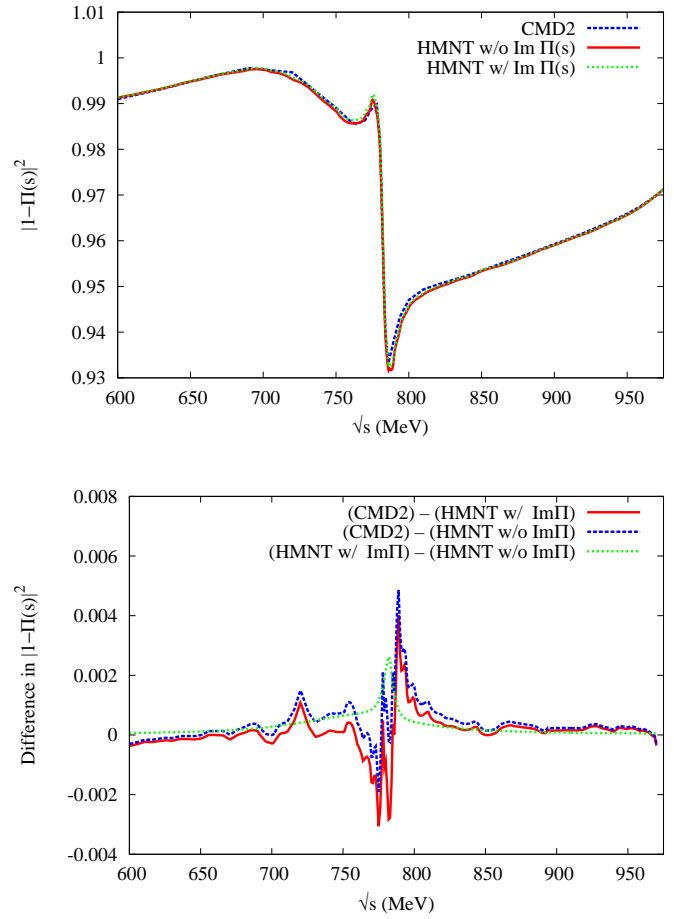 CMD2
HMNT w/o Im Π(s)
HMNT w/ Im Π(s)
1.01
1
0.99
0.98
0.97
0.96
0.95
0.94
0.93
|1−Π(s)|²
600 650 700 750 800 850 900 950
√s (MeV)
(CMD2) – (HMNT w/ ImΠ)
(CMD2) – (HMNT w/o ImΠ)
(HMNT w/ ImΠ) – (HMNT w/o ImΠ)
0.008
0.006
0.004
0.002
0
-0.002
-0.004
Difference in |1−Π(s)|²
600 650 700 750 800 850 900 950
√s (MeV)